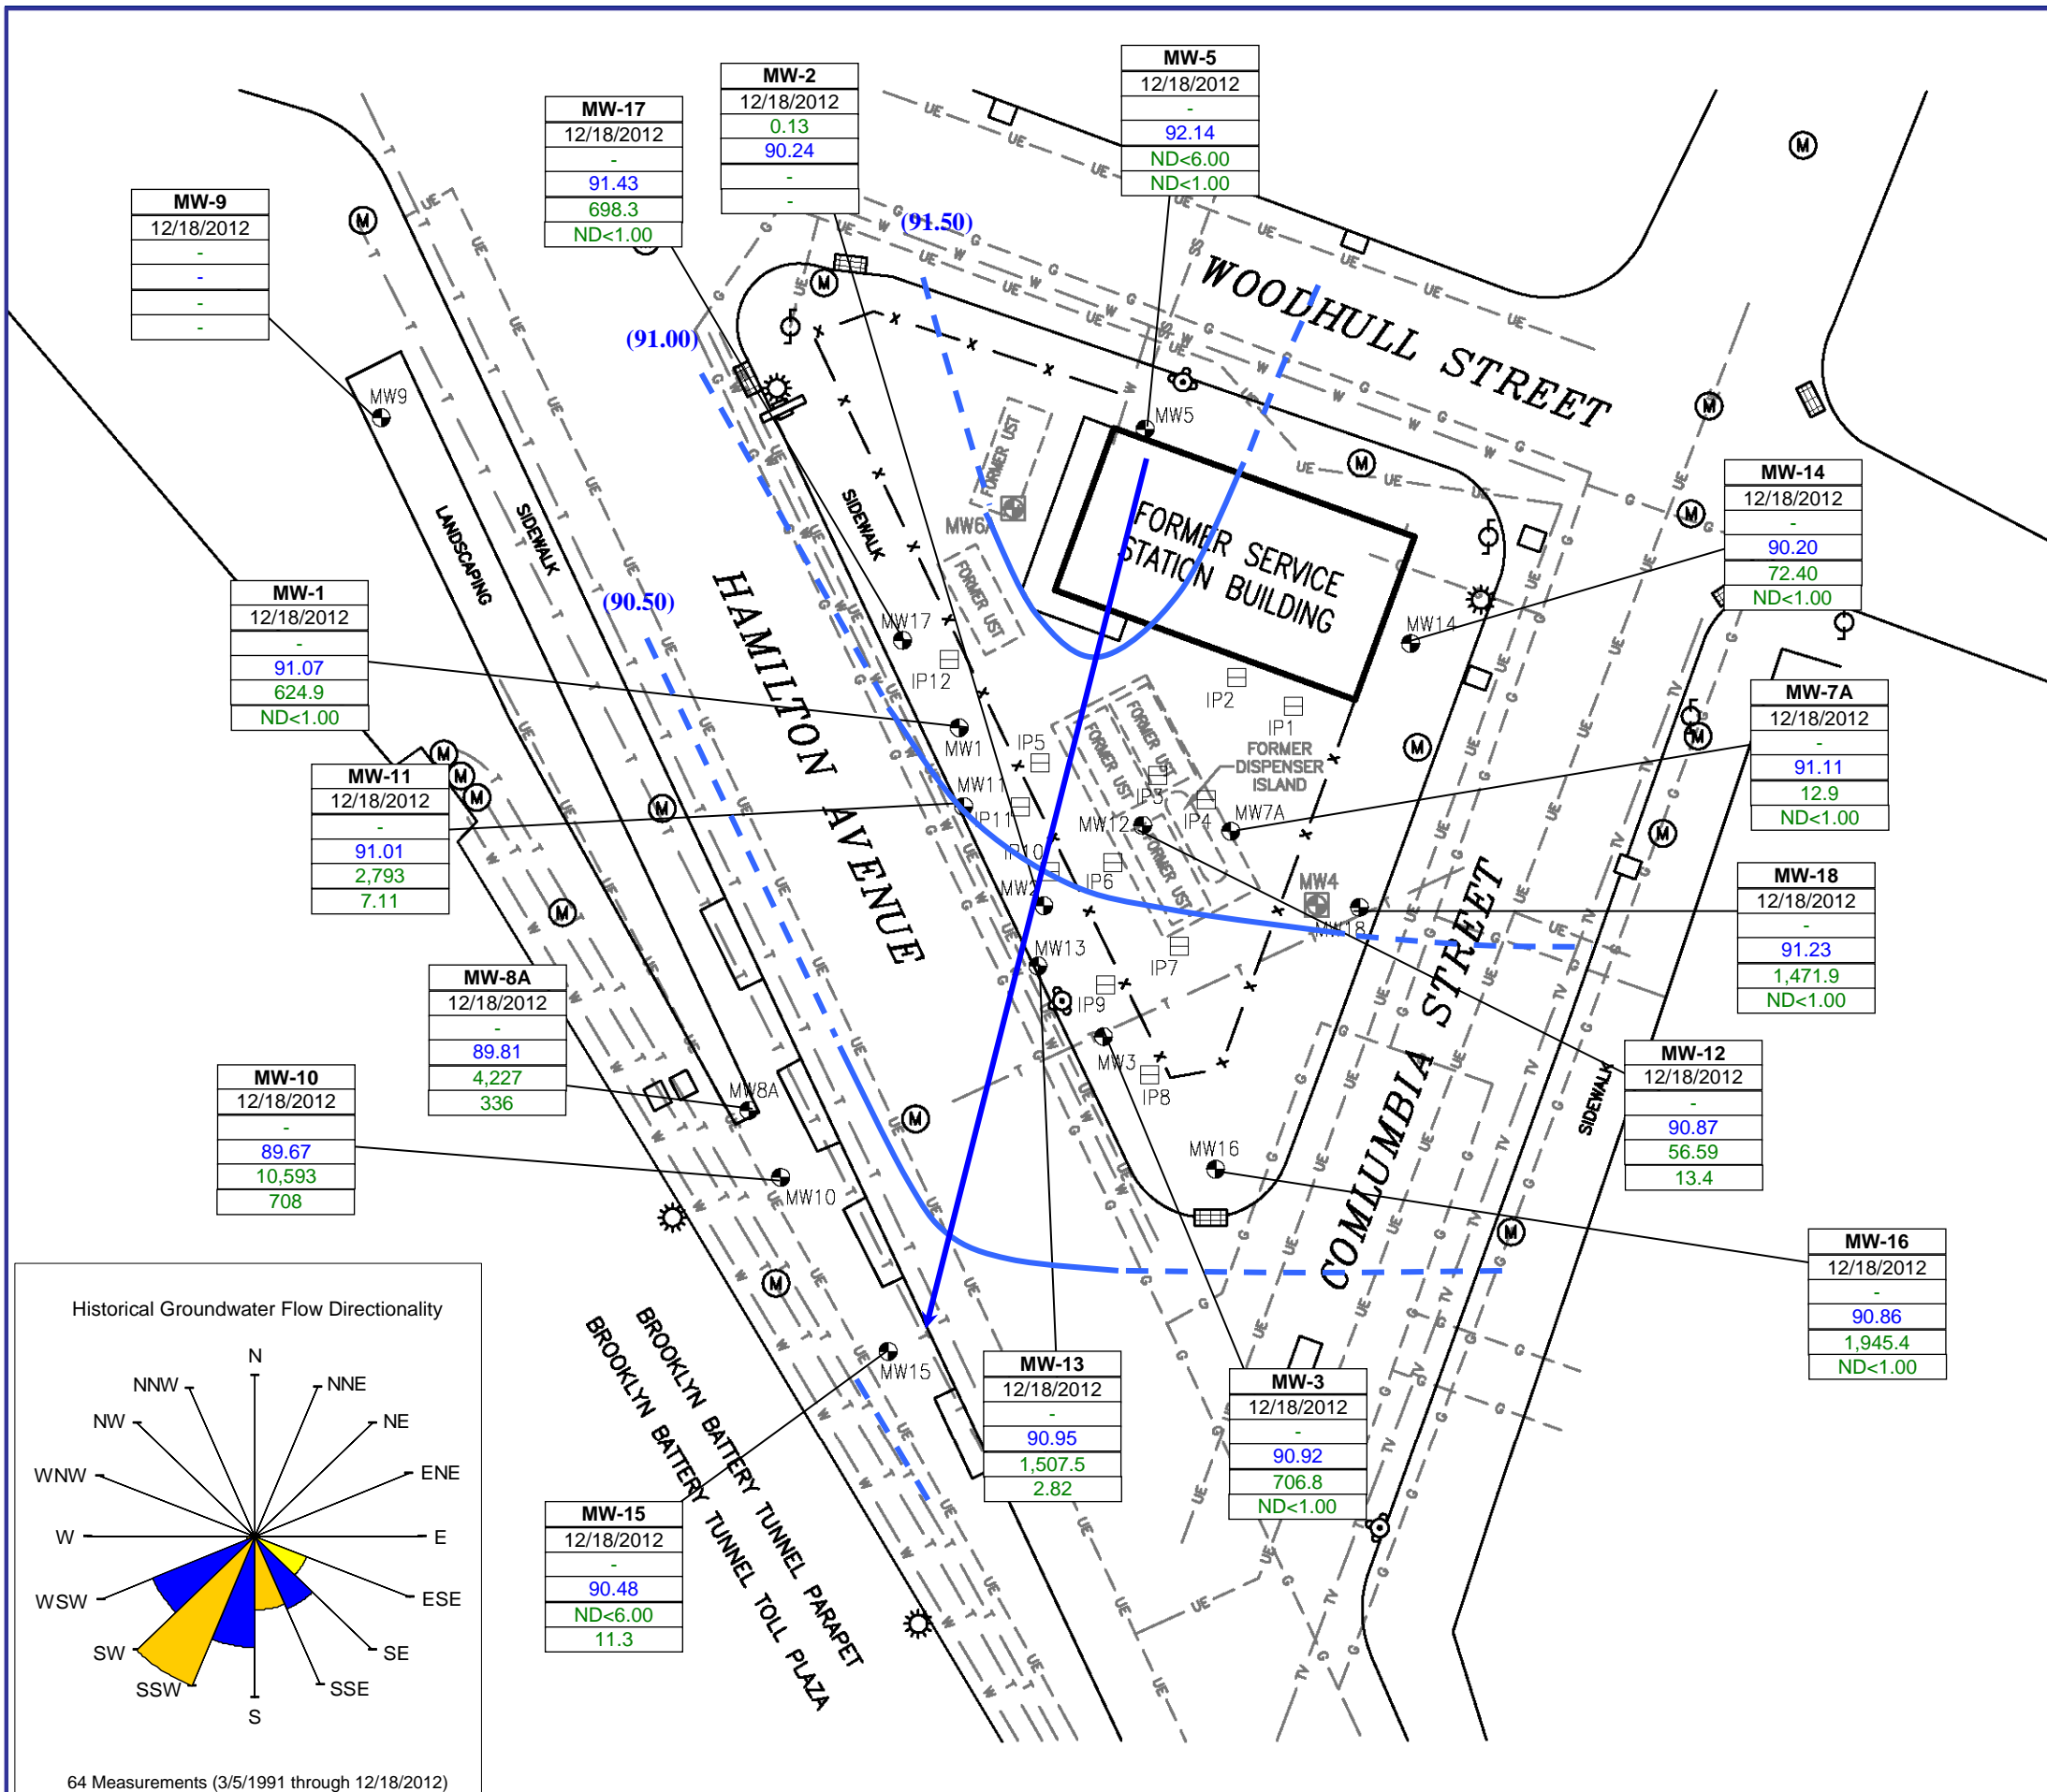 MW-5
12/18/2012
-
92.14
ND<6.00
ND<1.00
MW-2
12/18/2012
0.13
90.24
-
-
MW-17
12/18/2012
-
91.43
698.3
ND<1.00
MW-9
12/18/2012
-
-
-
-
(91.50)
(91.00)
(90.50)
WOODHULL STREET
MW9
MW5
FORMER UST
MW6A
SIDEWALK
SIDEWALK
LANDSCAPING
FORMER SERVICE
STATION BUILDING
MW-14
12/18/2012
-
90.20
72.40
ND<1.00
MW-1
12/18/2012
-
91.07
624.9
ND<1.00
HAMILTON AVENUE
FORMER UST
MW17
IP12
MW14
IP2
IP1
MW1
IP5
FORMER UST
FORMER UST
FORMER
DISPENSER
ISLAND
MW-7A
12/18/2012
-
91.11
12.9
ND<1.00
MW-11
12/18/2012
-
91.01
2,793
7.11
MW11
IP11
IP3
IP4
MW12
MW7A
IP10
IP6
FORMER UST
MW2
MW4
MW18
MW-18
12/18/2012
-
91.23
1,471.9
ND<1.00
MW13
IP7
IP9
MW3
IP8
COMLUMBIA STREET
SIDEWALK
MW-8A
12/18/2012
-
89.81
4,227
336
MW-12
12/18/2012
-
90.87
56.59
13.4
MW-10
12/18/2012
-
89.67
10,593
708
MW8A
MW10
MW16
MW-16
12/18/2012
-
90.86
1,945.4
ND<1.00
MW15
BROOKLYN BATTERY TUNNEL PARAPET
BROOKLYN BATTERY TUNNEL TOLL PLAZA
MW-13
12/18/2012
-
90.95
1,507.5
2.82
MW-3
12/18/2012
-
90.92
706.8
ND<1.00
MW-15
12/18/2012
-
90.48
ND<6.00
11.3
Historical Groundwater Flow Directionality
N
NNW
NNE
NW
NE
WNW
ENE
W
E
WSW
ESE
SW
SE
SSW
SSE
S
64 Measurements (3/5/1991 through 12/18/2012)